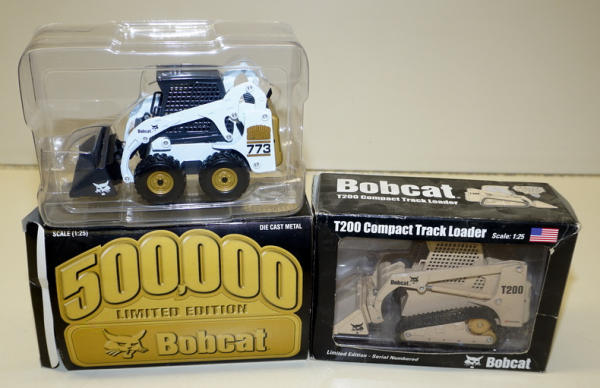 Bobcat
773
SCALE (1:25)
DIE CAST METAL
500,000
LIMITED EDITION
Bobcat
Bobcat
T200 Compact Track Loader
T200 Compact Track Loader
Scale: 1:25
T200
Bobcat
Limited Edition - Serial Numbered
Bobcat